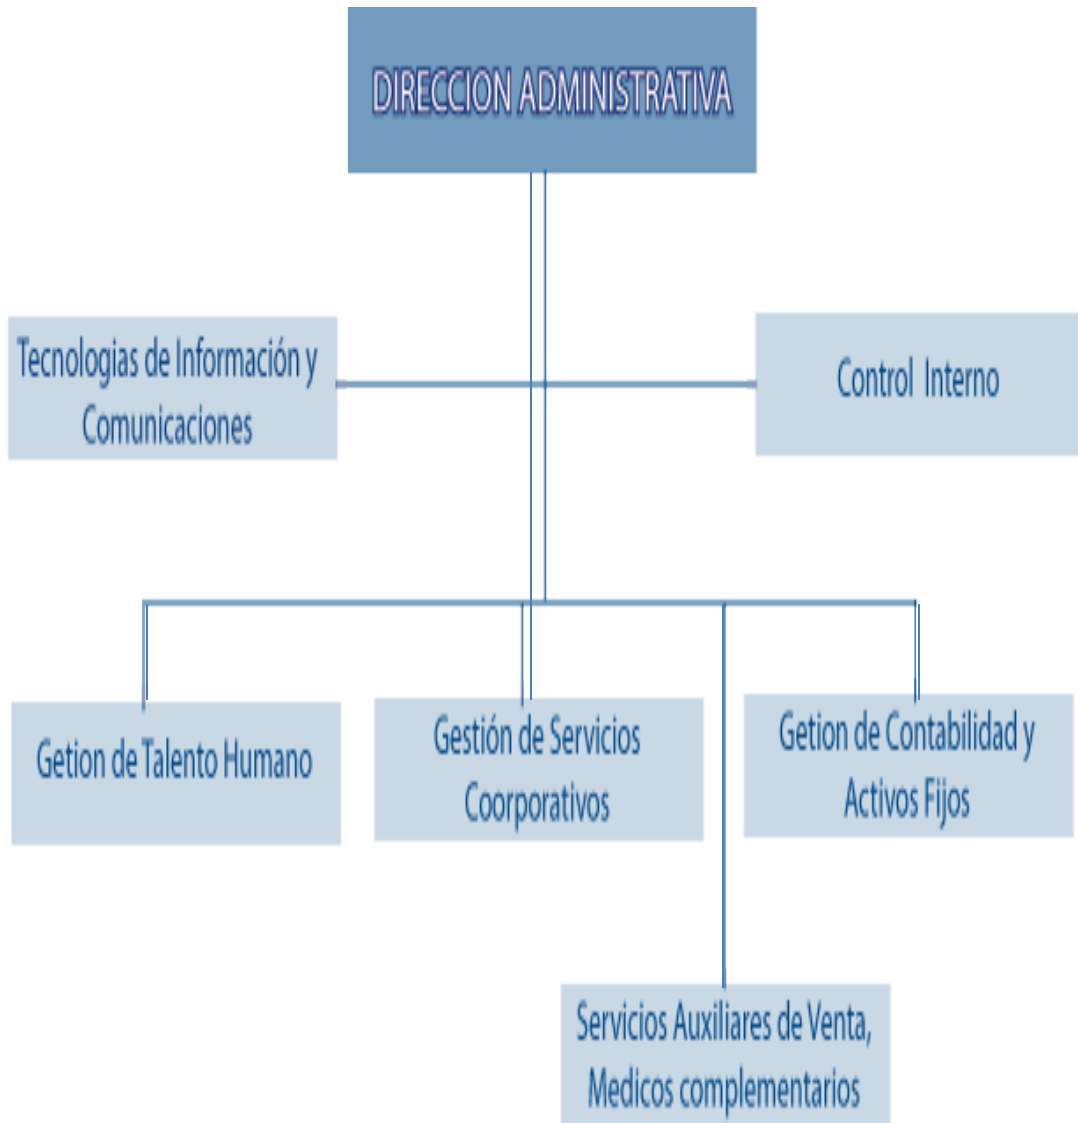 DIRECCION ADMINISTRATIVA
Tecnologias de Información y
Comunicaciones
Control Interno
Getion de Talento Humano
Gestión de Servicios
Coorporativos
Getion de Contabilidad y
Activos Fijos
Servicios Auxiliares de Venta,
Medicos complementarios